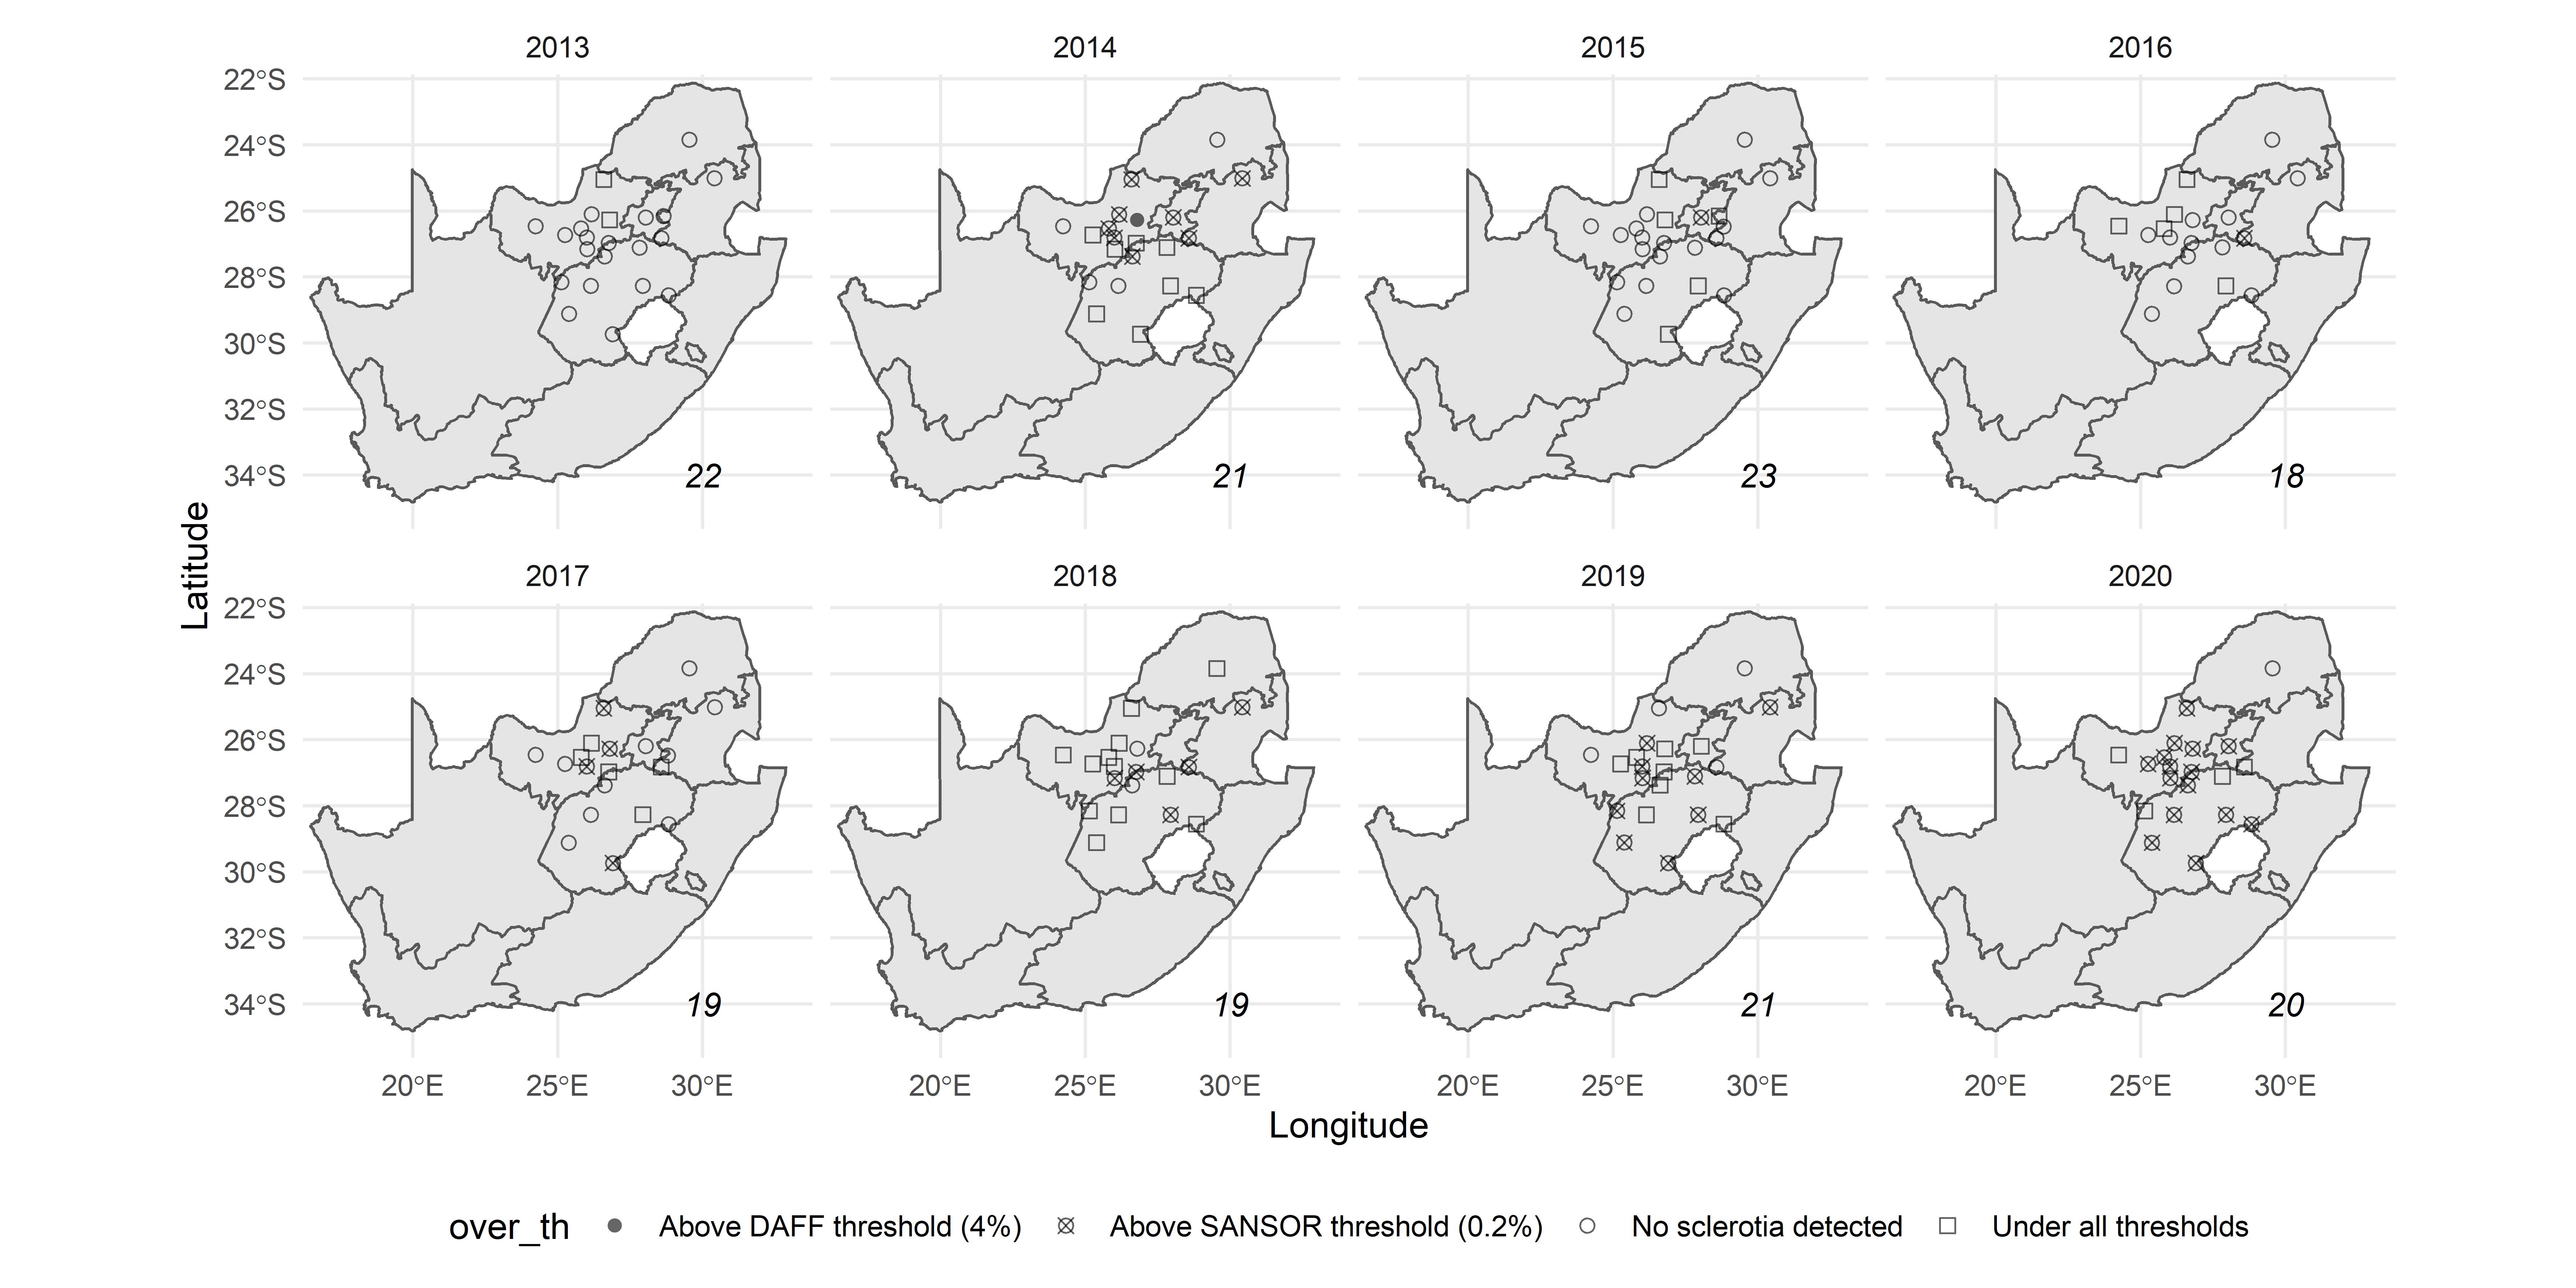 2013 2014 2015 2016
22°S
24°S
26°S
28°S
30°S
32°S
34°S
22 21 23 18
Latitude
2017 2018 2019 2020
22°S
24°S
26°S
28°S
30°S
32°S
34°S
19 19 21 20
20°E 25°E 30°E 20°E 25°E 30°E 20°E 25°E 30°E 20°E 25°E 30°E
Longitude
over_th Above DAFF threshold (4%) Above SANSOR threshold (0.2%) No sclerotia detected Under all thresholds